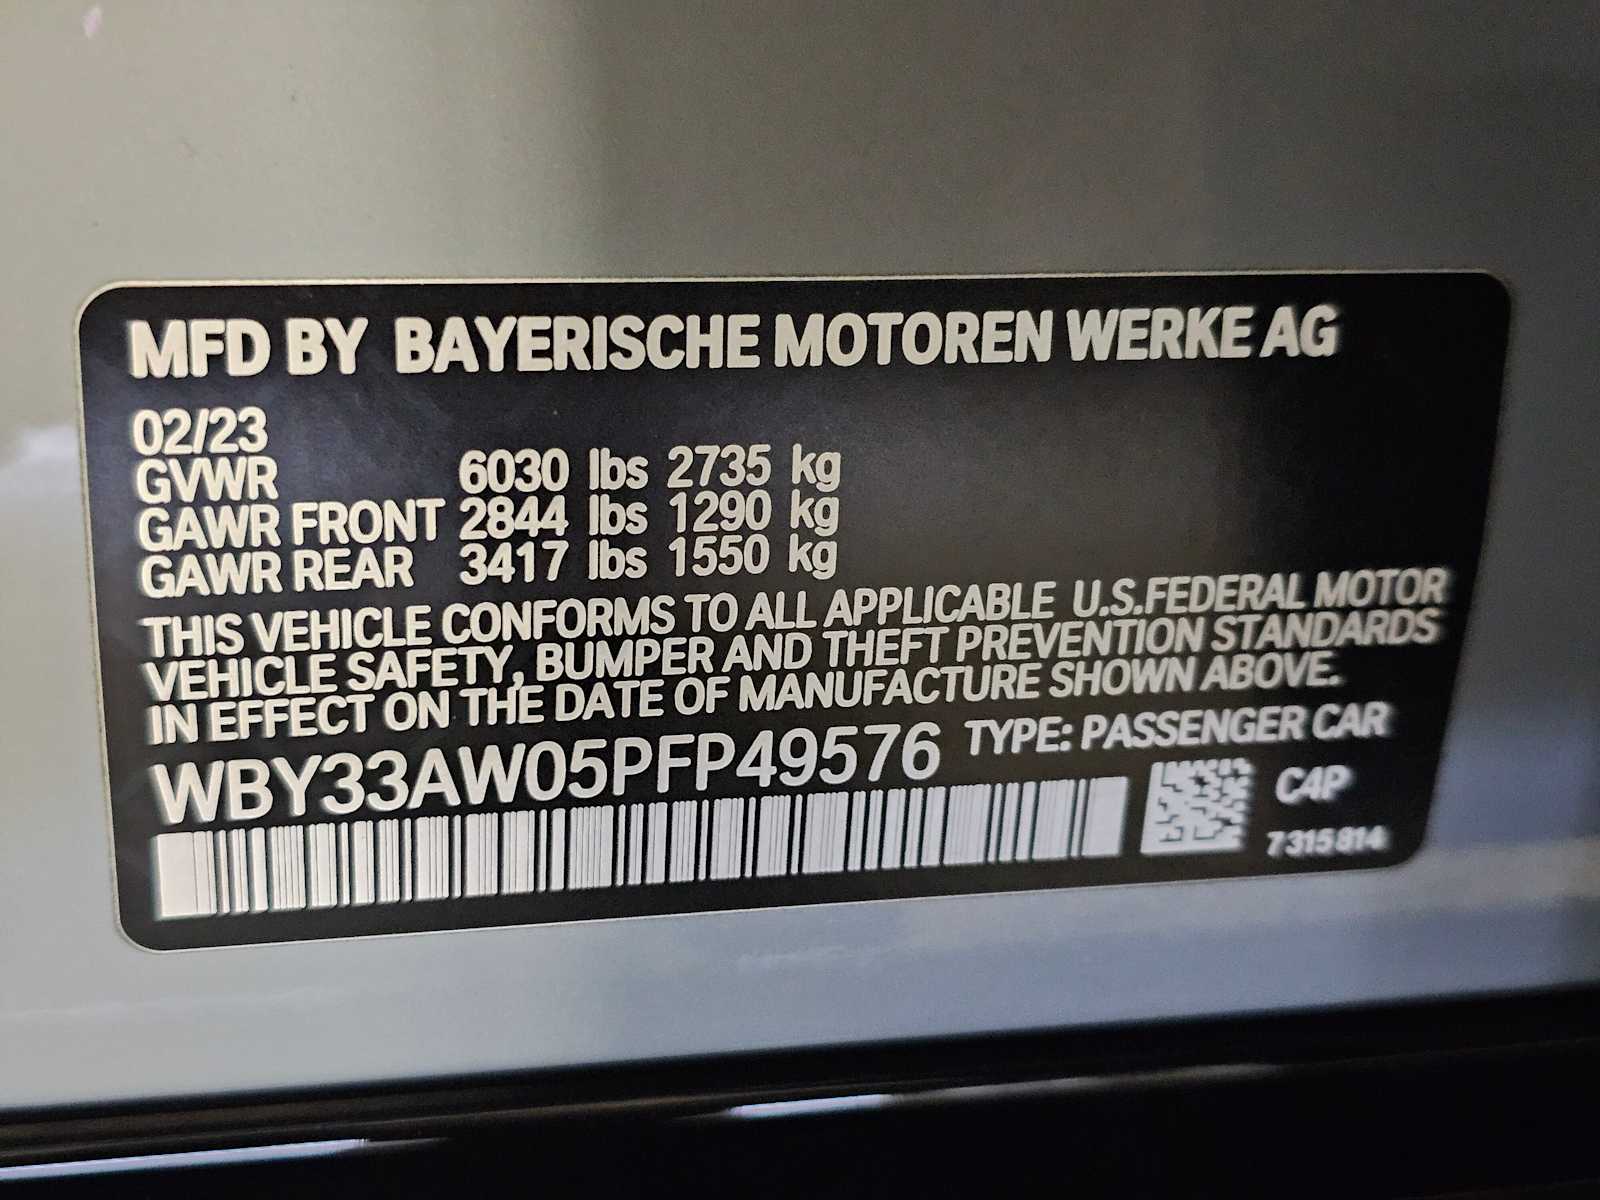 MFD BY BAYERISCHE MOTOREN WERKE AG
02/23
GVWR 6030 lbs 2735 kg
GAWR FRONT 2844 lbs 1290 kg
GAWR REAR 3417 lbs 1550 kg
THIS VEHICLE CONFORMS TO ALL APPLICABLE U.S.FEDERAL MOTOR
VEHICLE SAFETY, BUMPER AND THEFT PREVENTION STANDARDS
IN EFFECT ON THE DATE OF MANUFACTURE SHOWN ABOVE.
WBY33AW05PFP49576 TYPE: PASSENGER CAR
C4P
7315814